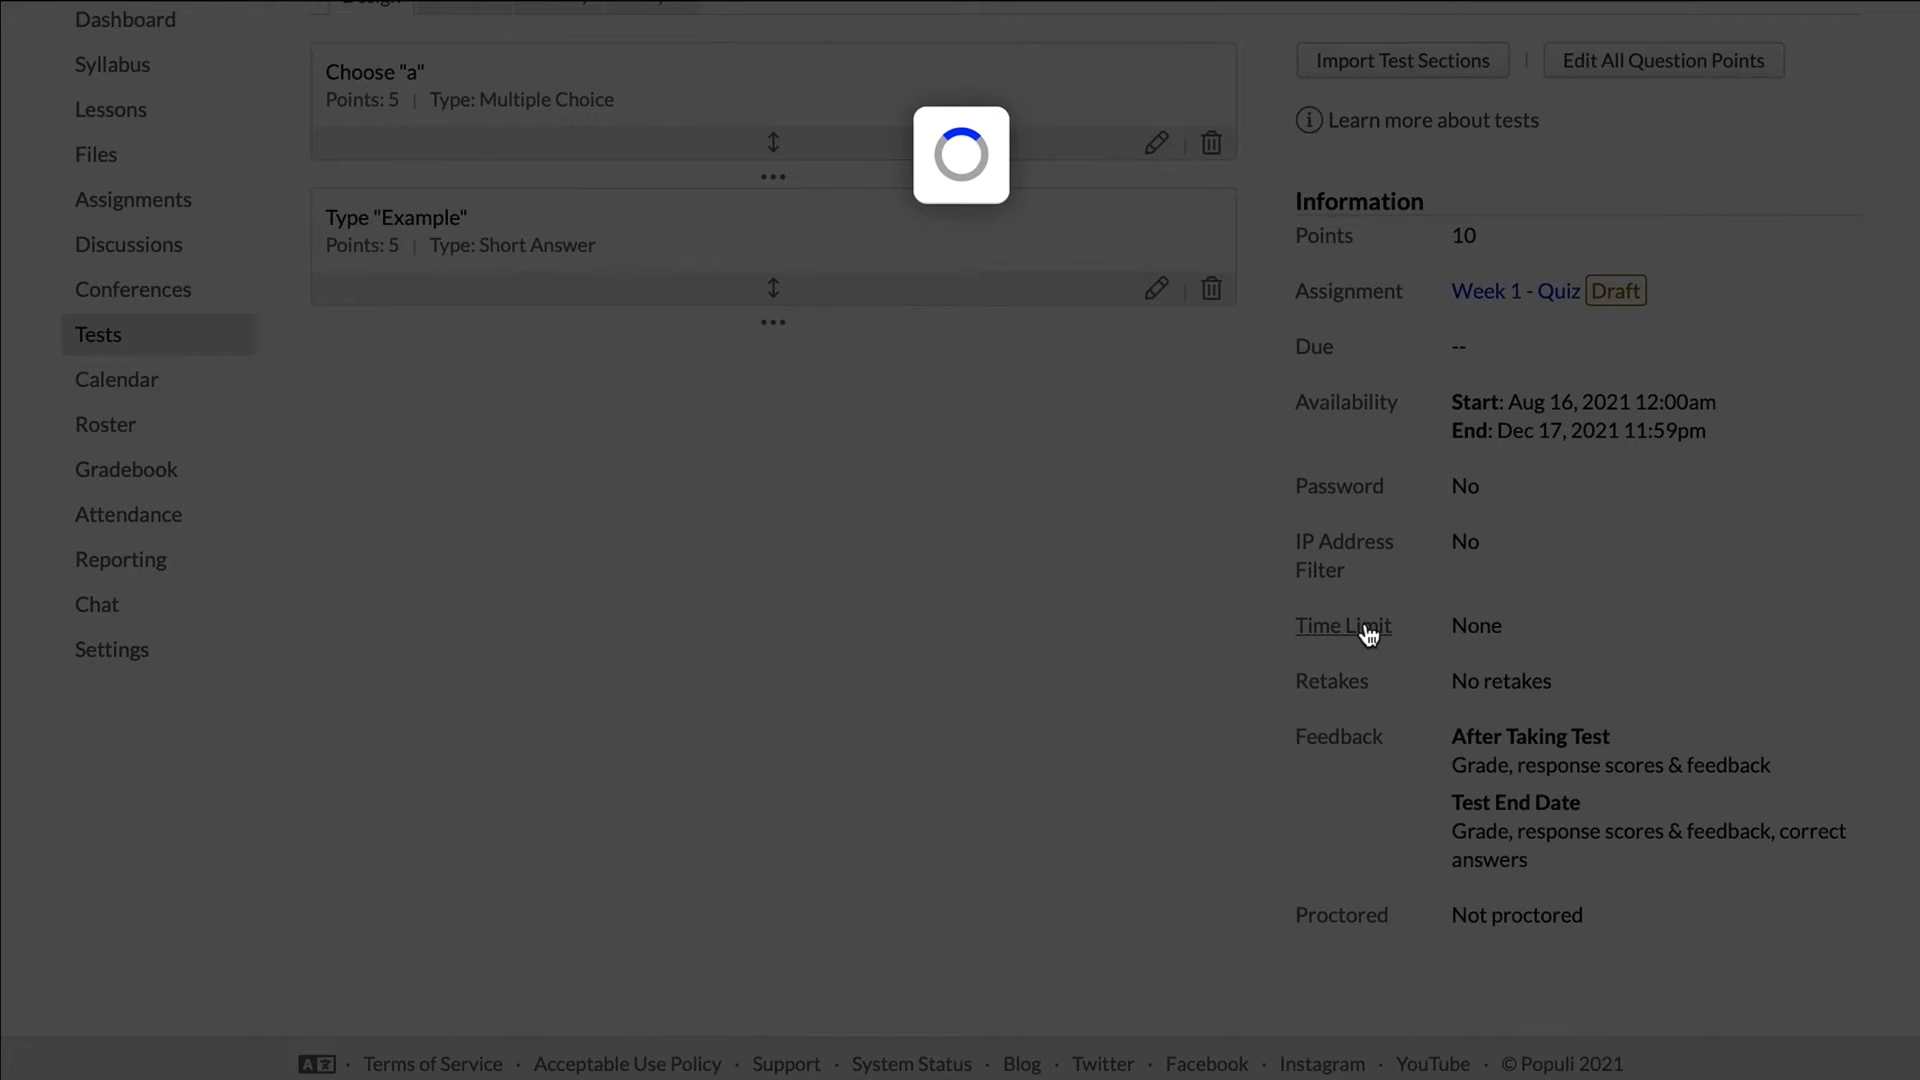 Dashboard
Syllabus
Lessons
Files
Assignments
Discussions
Conferences
Tests
Calendar
Roster
Gradebook
Attendance
Reporting
Chat
Settings
Choose "a"
Points: 5 | Type: Multiple Choice
Type "Example"
Points: 5 | Type: Short Answer
Import Test Sections | Edit All Question Points
Learn more about tests
Information
Points 10
Assignment Week 1 - Quiz Draft
Due --
Availability Start: Aug 16, 2021 12:00am
End: Dec 17, 2021 11:59pm
Password No
IP Address No
Filter
Time Limit None
Retakes No retakes
Feedback After Taking Test
Grade, response scores & feedback
Test End Date
Grade, response scores & feedback, correct
answers
Proctored Not proctored
Terms of Service · Acceptable Use Policy · Support · System Status · Blog · Twitter · Facebook · Instagram · YouTube · © Populi 2021